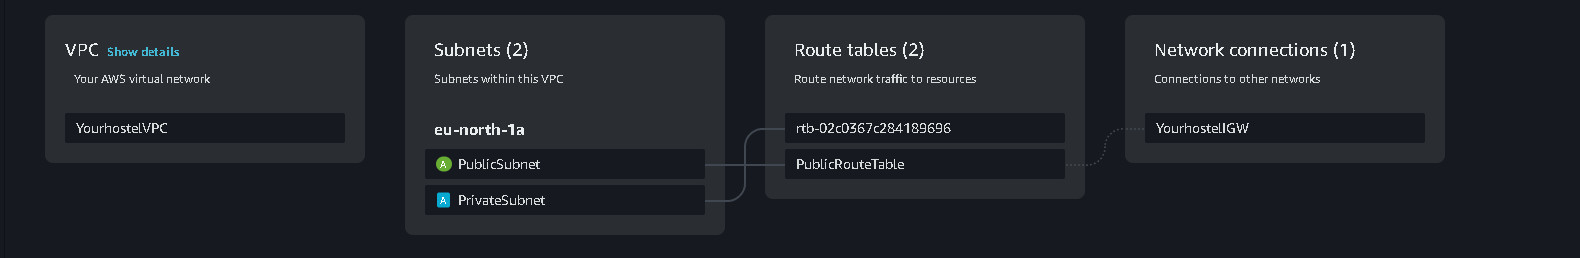 VPC Show details
Your AWS virtual network
YourhostelVPC
Subnets (2)
Subnets within this VPC
eu-north-1a
A PublicSubnet
A PrivateSubnet
Route tables (2)
Route network traffic to resources
rtb-02c0367c284189696
PublicRouteTable
Network connections (1)
Connections to other networks
YourhostelIGW